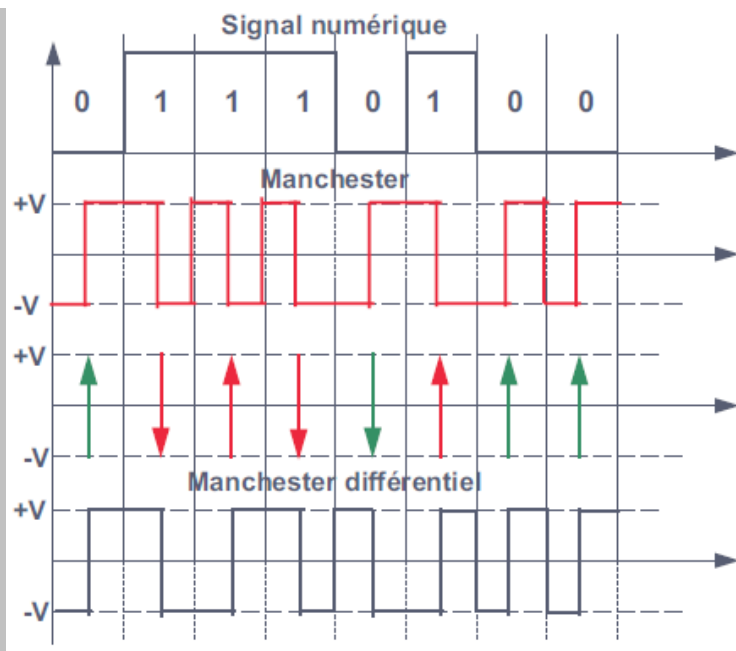 Signal numérique
0 1 1 1 0 1 0 0
Manchester
+V
-V
+V
-V
Manchester différentiel
+V
-V